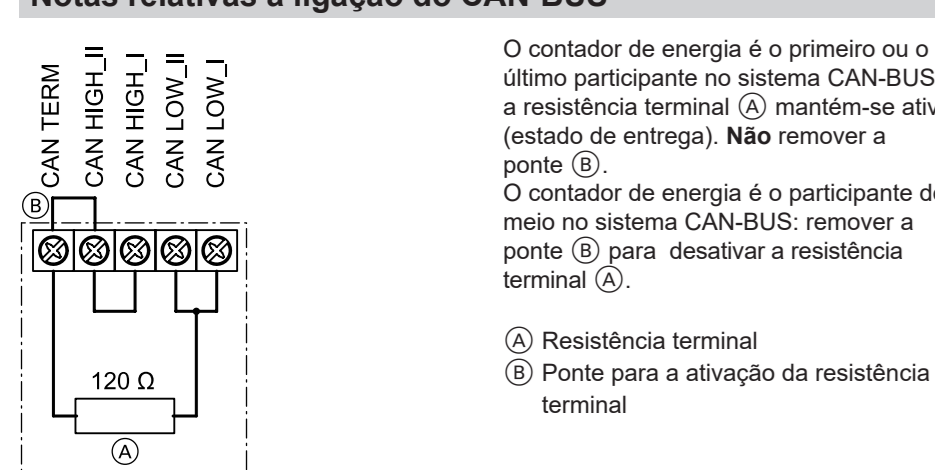 Notas relativas à ligação do CAN-BUS
CAN TERM
CAN HIGH_II
CAN HIGH_I
CAN LOW_II
CAN LOW_I
B
120 Ω
A
O contador de energia é o primeiro ou o
último participante no sistema CAN-BUS
a resistência terminal Ⓐ mantém-se ativ
(estado de entrega). Não remover a
ponte Ⓑ.
O contador de energia é o participante d
meio no sistema CAN-BUS: remover a
ponte Ⓑ para desativar a resistência
terminal Ⓐ.
Ⓐ Resistência terminal
Ⓑ Ponte para a ativação da resistência
terminal